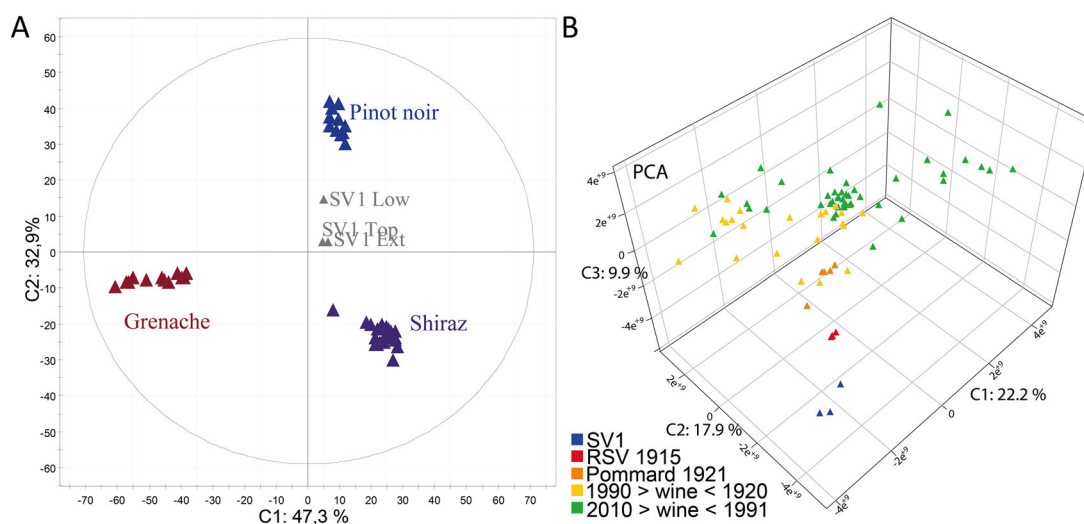 A
60
50
40
30
20
10
0
-10
-20
-30
-40
-50
-60
C2: 32,9%
-70 -60 -50 -40 -30 -20 -10 0 10 20 30 40 50 60 70
C1: 47,3 %
Pinot noir
SV1 Low
SV1 Top
SV1 Ext
Grenache
Shiraz
B
PCA
4e+9
2e+9
0
-2e+9
-4e+9
C3: 9.9 %
2e+9
0
-2e+9
-4e+9
C2: 17.9 %
4e+9
2e+9
0
-2e+9
-4e+9
C1: 22.2 %
SV1
RSV 1915
Pommard 1921
1990 > wine < 1920
2010 > wine < 1991